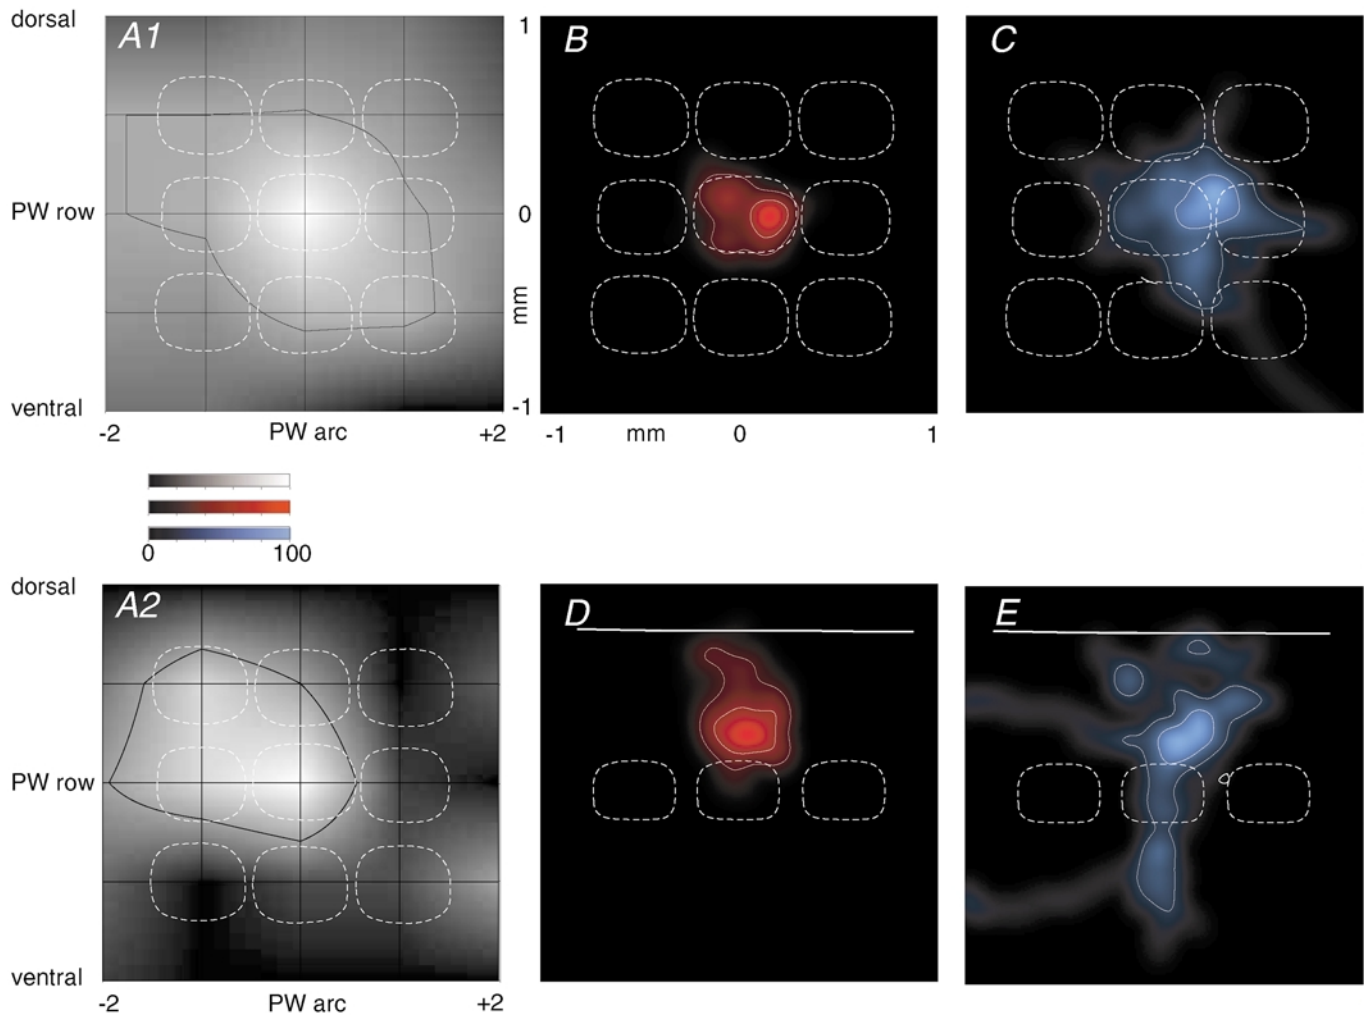 dorsal
A1
1
B
C
PW row
0
mm
ventral
-1
-2
PW arc
+2
-1
mm
0
1
0
100
dorsal
A2
D
E
PW row
ventral
-2
PW arc
+2